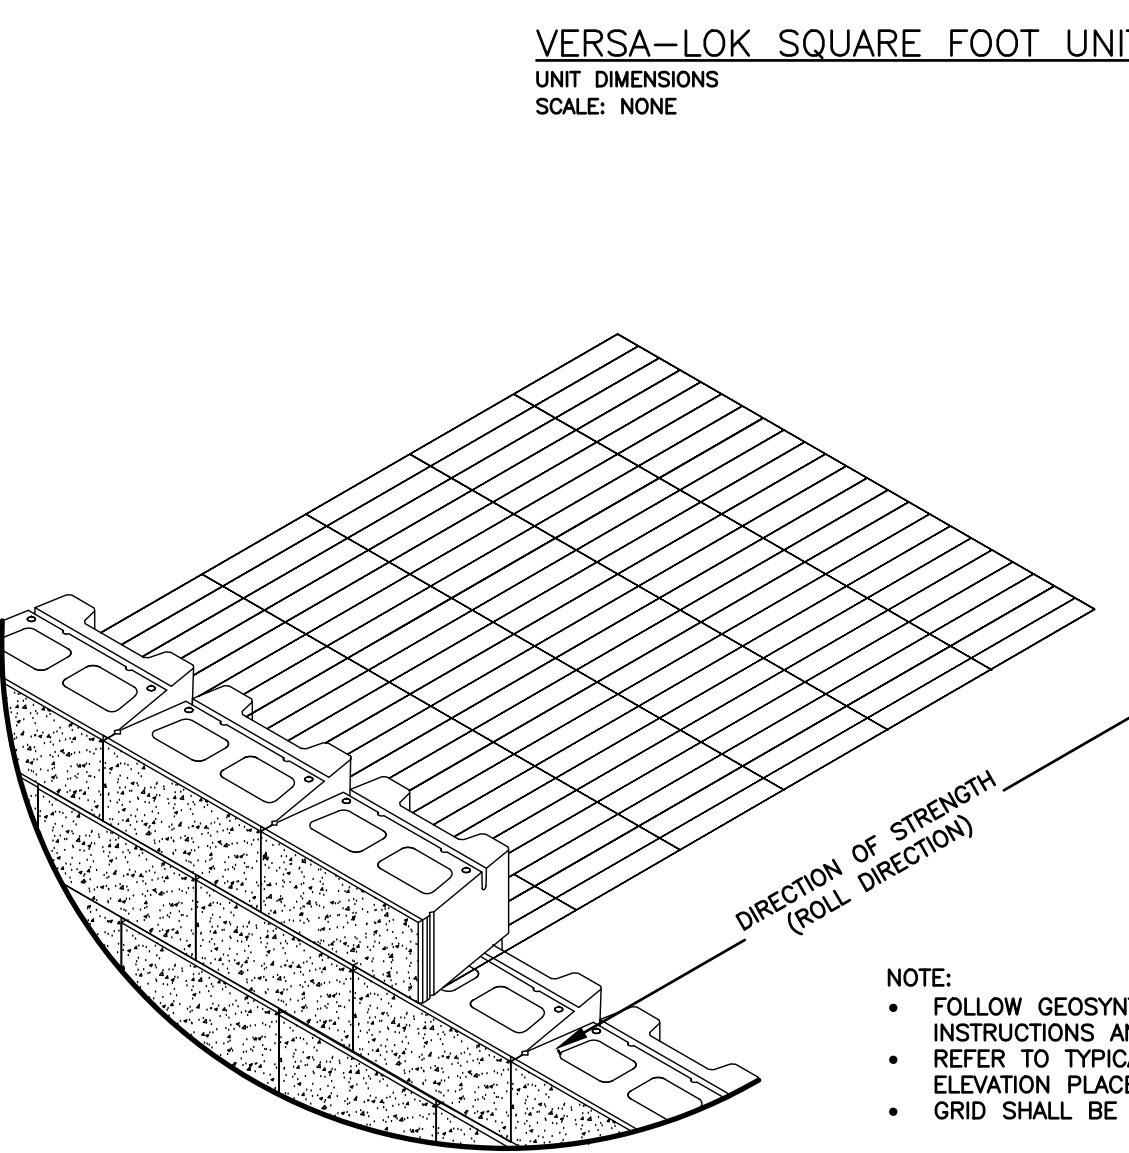 VERSA-LOK SQUARE FOOT
UNIT DIMENSIONS
SCALE: NONE
DIRECTION OF STRENGTH
(ROLL DIRECTION)
NOTE:
• FOLLOW
INSTRUCTIONS
• REFER TO
ELEVATION
• GRID SHALL BE